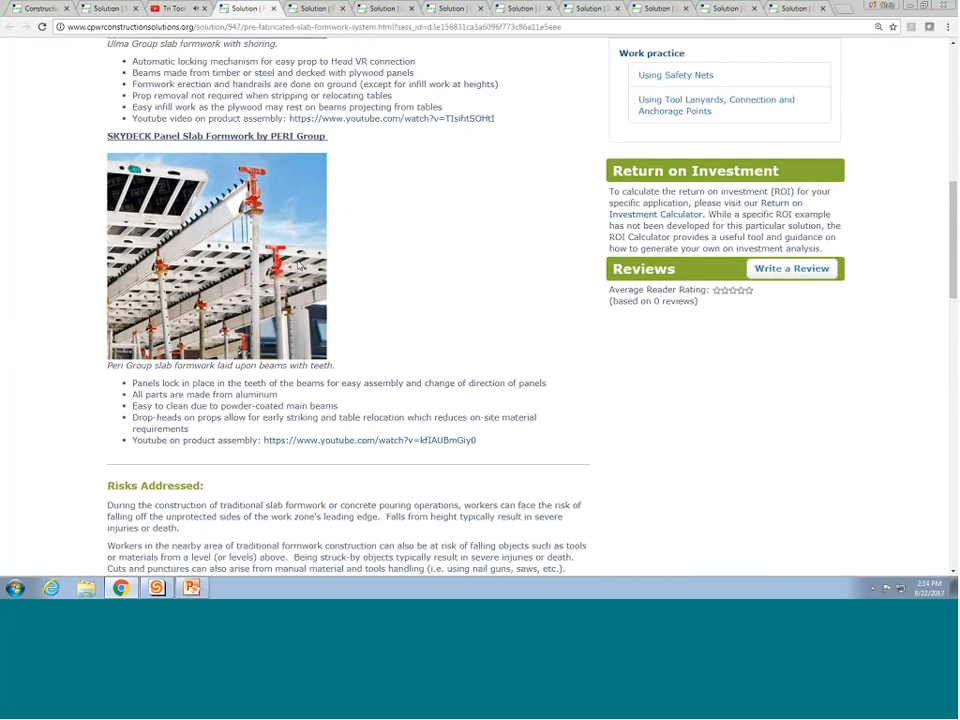 Constructi
Solution | T
Tri Tool
Solution | P
Solution | F
Solution | L
Solution | C
Solution | E
Solution | F
Solution | E
Solution | C
Solution | I
www.cpwrconstructionsolutions.org/solution/947/pre-fabricated-slab-formwork-system.html?sess_id=d3e156831ca3a6096f773c86a11e5eee
Ulma Group slab formwork with shoring.
Automatic locking mechanism for easy prop to Head VR connection
Beams made from timber or steel and decked with plywood panels
Formwork erection and handrails are done on ground (except for infill work at heights)
Prop removal not required when stripping or relocating tables
Easy infill work as the plywood may rest on beams projecting from tables
Youtube video on product assembly: https://www.youtube.com/watch?v=TIsihtSOHtI
SKYDECK Panel Slab Formwork by PERI Group
Peri Group slab formwork laid upon beams with teeth.
Panels lock in place in the teeth of the beams for easy assembly and change of direction of panels
All parts are made from aluminum
Easy to clean due to powder-coated main beams
Drop-heads on props allow for early striking and table relocation which reduces on-site material
requirements
Youtube on product assembly: https://www.youtube.com/watch?v=kfIAUBmGiy0
Risks Addressed:
During the construction of traditional slab formwork or concrete pouring operations, workers can face the risk of
falling off the unprotected sides of the work zone's leading edge. Falls from height typically result in severe
injuries or death.
Workers in the nearby area of traditional formwork construction can also be at risk of falling objects such as tools
or materials from a level (or levels) above. Being struck-by objects typically result in severe injuries or death.
Cuts and punctures can also arise from manual material and tools handling (i.e. using nail guns, saws, etc.).
Work practice
Using Safety Nets
Using Tool Lanyards, Connection and
Anchorage Points
Return on Investment
To calculate the return on investment (ROI) for your
specific application, please visit our Return on
Investment Calculator. While a specific ROI example
has not been developed for this particular solution, the
ROI Calculator provides a useful tool and guidance on
how to generate your own on investment analysis.
Reviews
Write a Review
Average Reader Rating:
(based on 0 reviews)
2:14 PM
8/22/2017